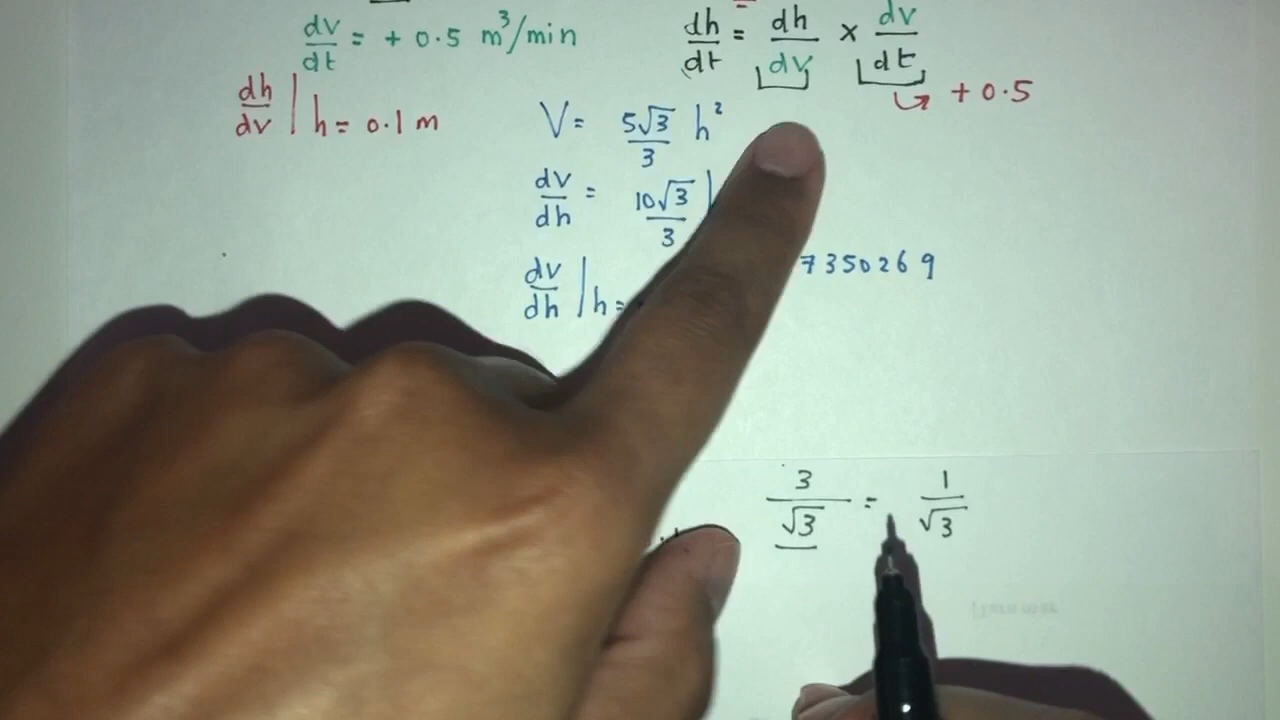 dv/dt = + 0.5 m³/min
dh/dt = dh/dv × dv/dt
+ 0.5
dh/dv | h = 0.1 m
V = 5√3/3 h²
dv/dh = 10√3/3
dv/dh | h = 7350269
3/√3 = 1/√3